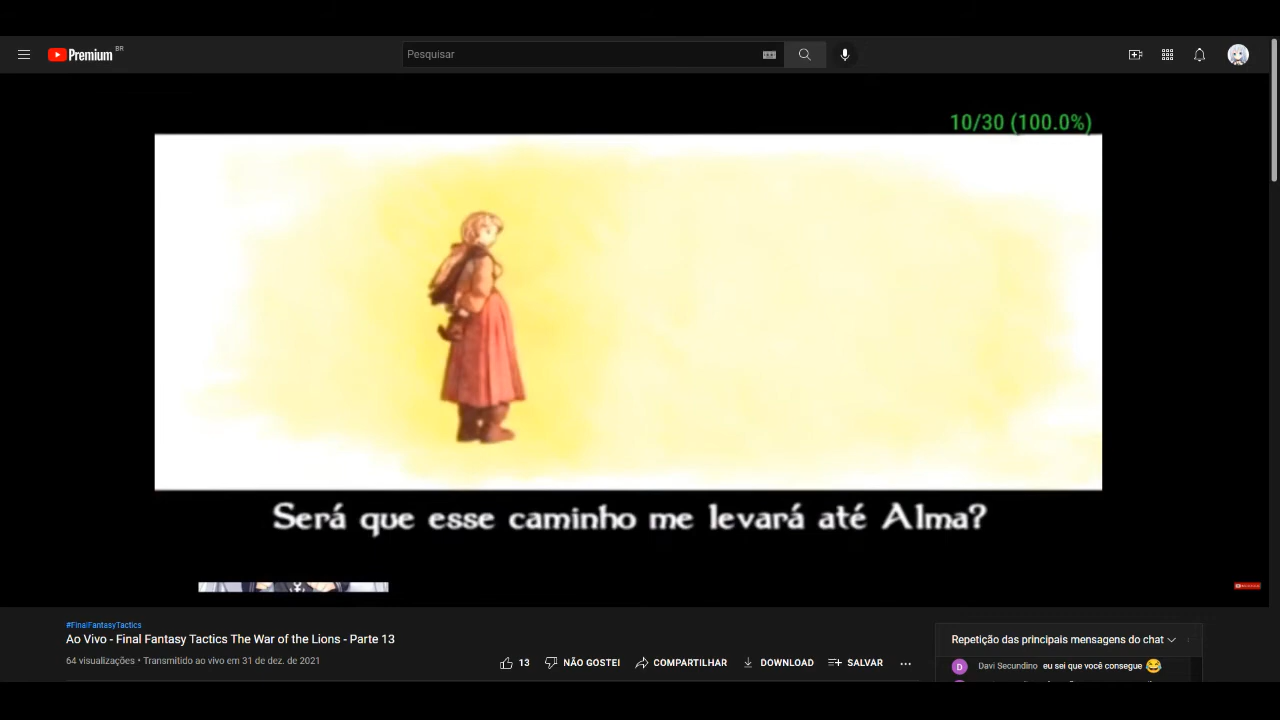 Premium BR
Pesquisar
10/30 (100.0%)
Será que esse caminho me levará até Alma?
#FinalFantasyTactics
Ao Vivo - Final Fantasy Tactics The War of the Lions - Parte 13
64 visualizações • Transmitido ao vivo em 31 de dez. de 2021
13 NÃO GOSTEI COMPARTILHAR DOWNLOAD SALVAR
Repetição das principais mensagens do chat
D Davi Secundino eu sei que você consegue